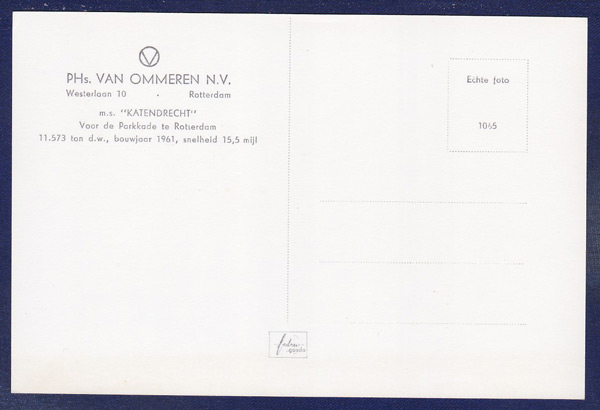 PHs. VAN OMMEREN N.V.
Westerlaan 10 · Rotterdam
m.s. "KATENDRECHT"
Voor de Parkkade te Rotterdam
11.573 ton d.w., bouwjaar 1961, snelheid 15,5 mijl
Echte foto
1065